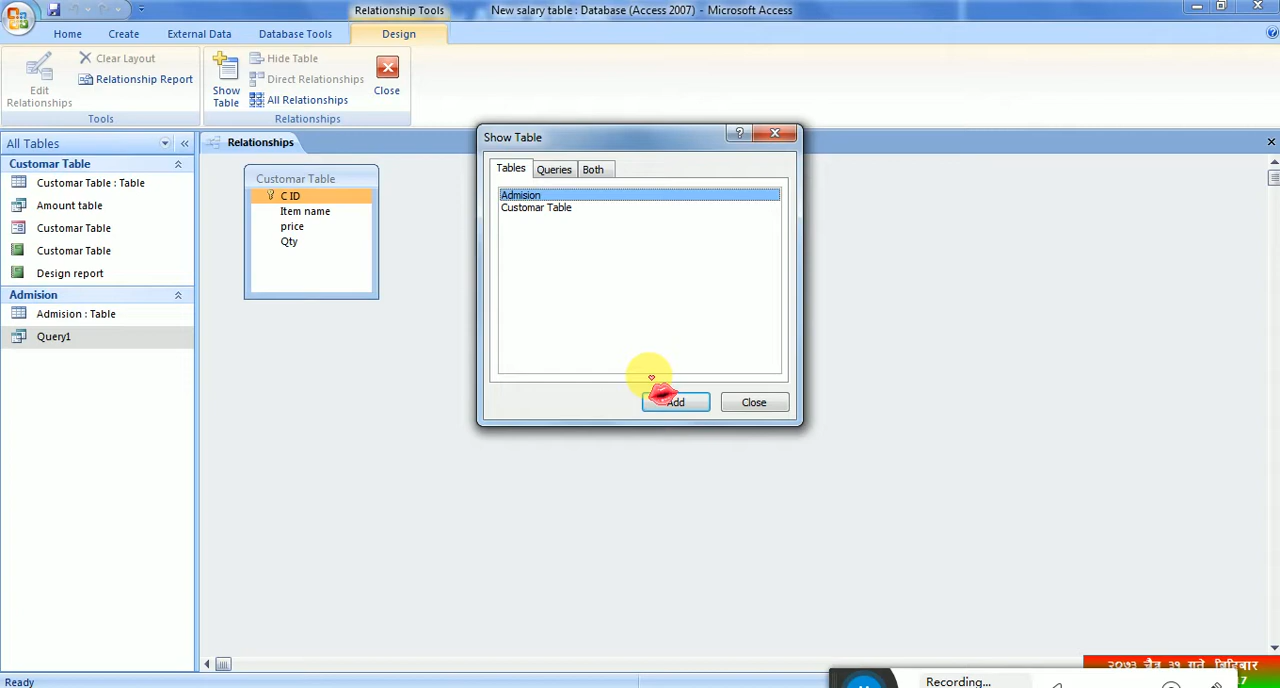 Relationship Tools
New salary table : Database (Access 2007) - Microsoft Access
Home
Create
External Data
Database Tools
Design
Edit
Relationships
Clear Layout
Relationship Report
Tools
Show
Table
Hide Table
Direct Relationships
All Relationships
Close
Relationships
All Tables
Customar Table
Customar Table : Table
Amount table
Customar Table
Customar Table
Design report
Admision
Admision : Table
Query1
Relationships
Customar Table
C ID
Item name
price
Qty
Show Table
Tables
Queries
Both
Admision
Customar Table
Add
Close
Ready
२०७३ चैत्र ३१ गते, बिहिबार
Recording...